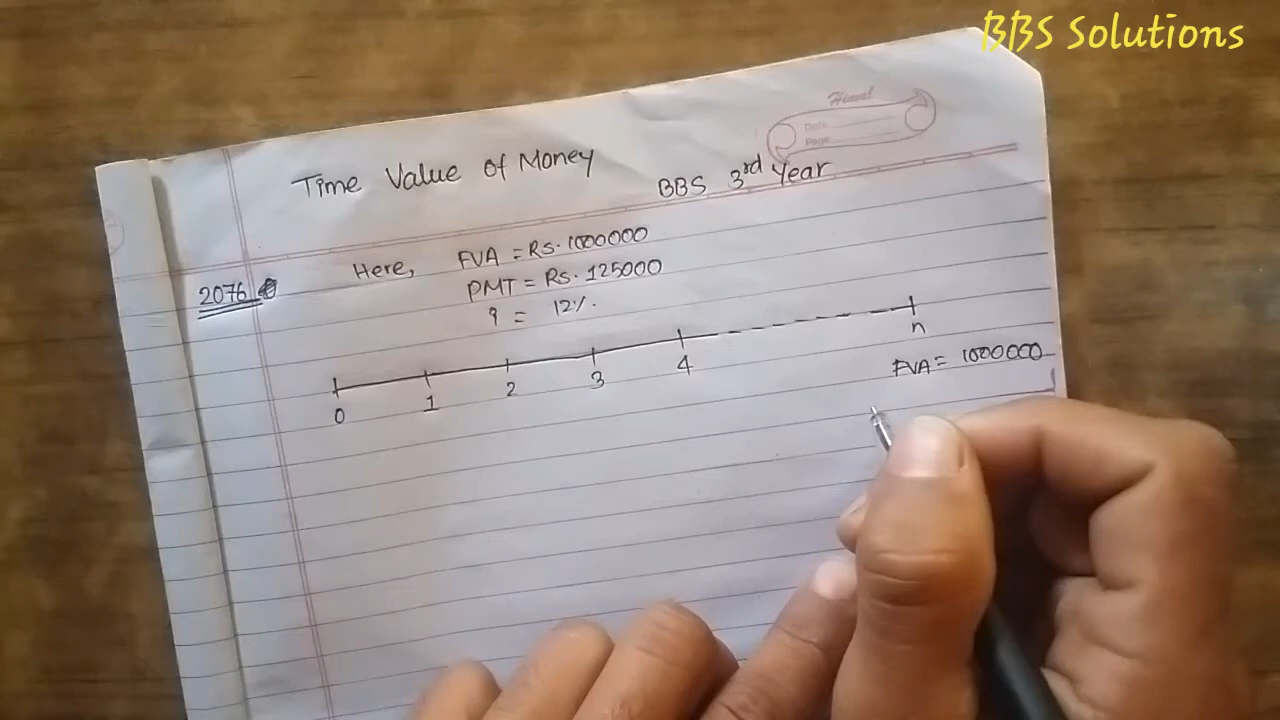 BBS Solutions
Himal
Date
Page
Time Value of Money
BBS 3rd Year
2076
Here, FVA = Rs. 1000000
PMT = Rs. 125000
i = 12%.
0 1 2 3 4 n
FVA = 1000000